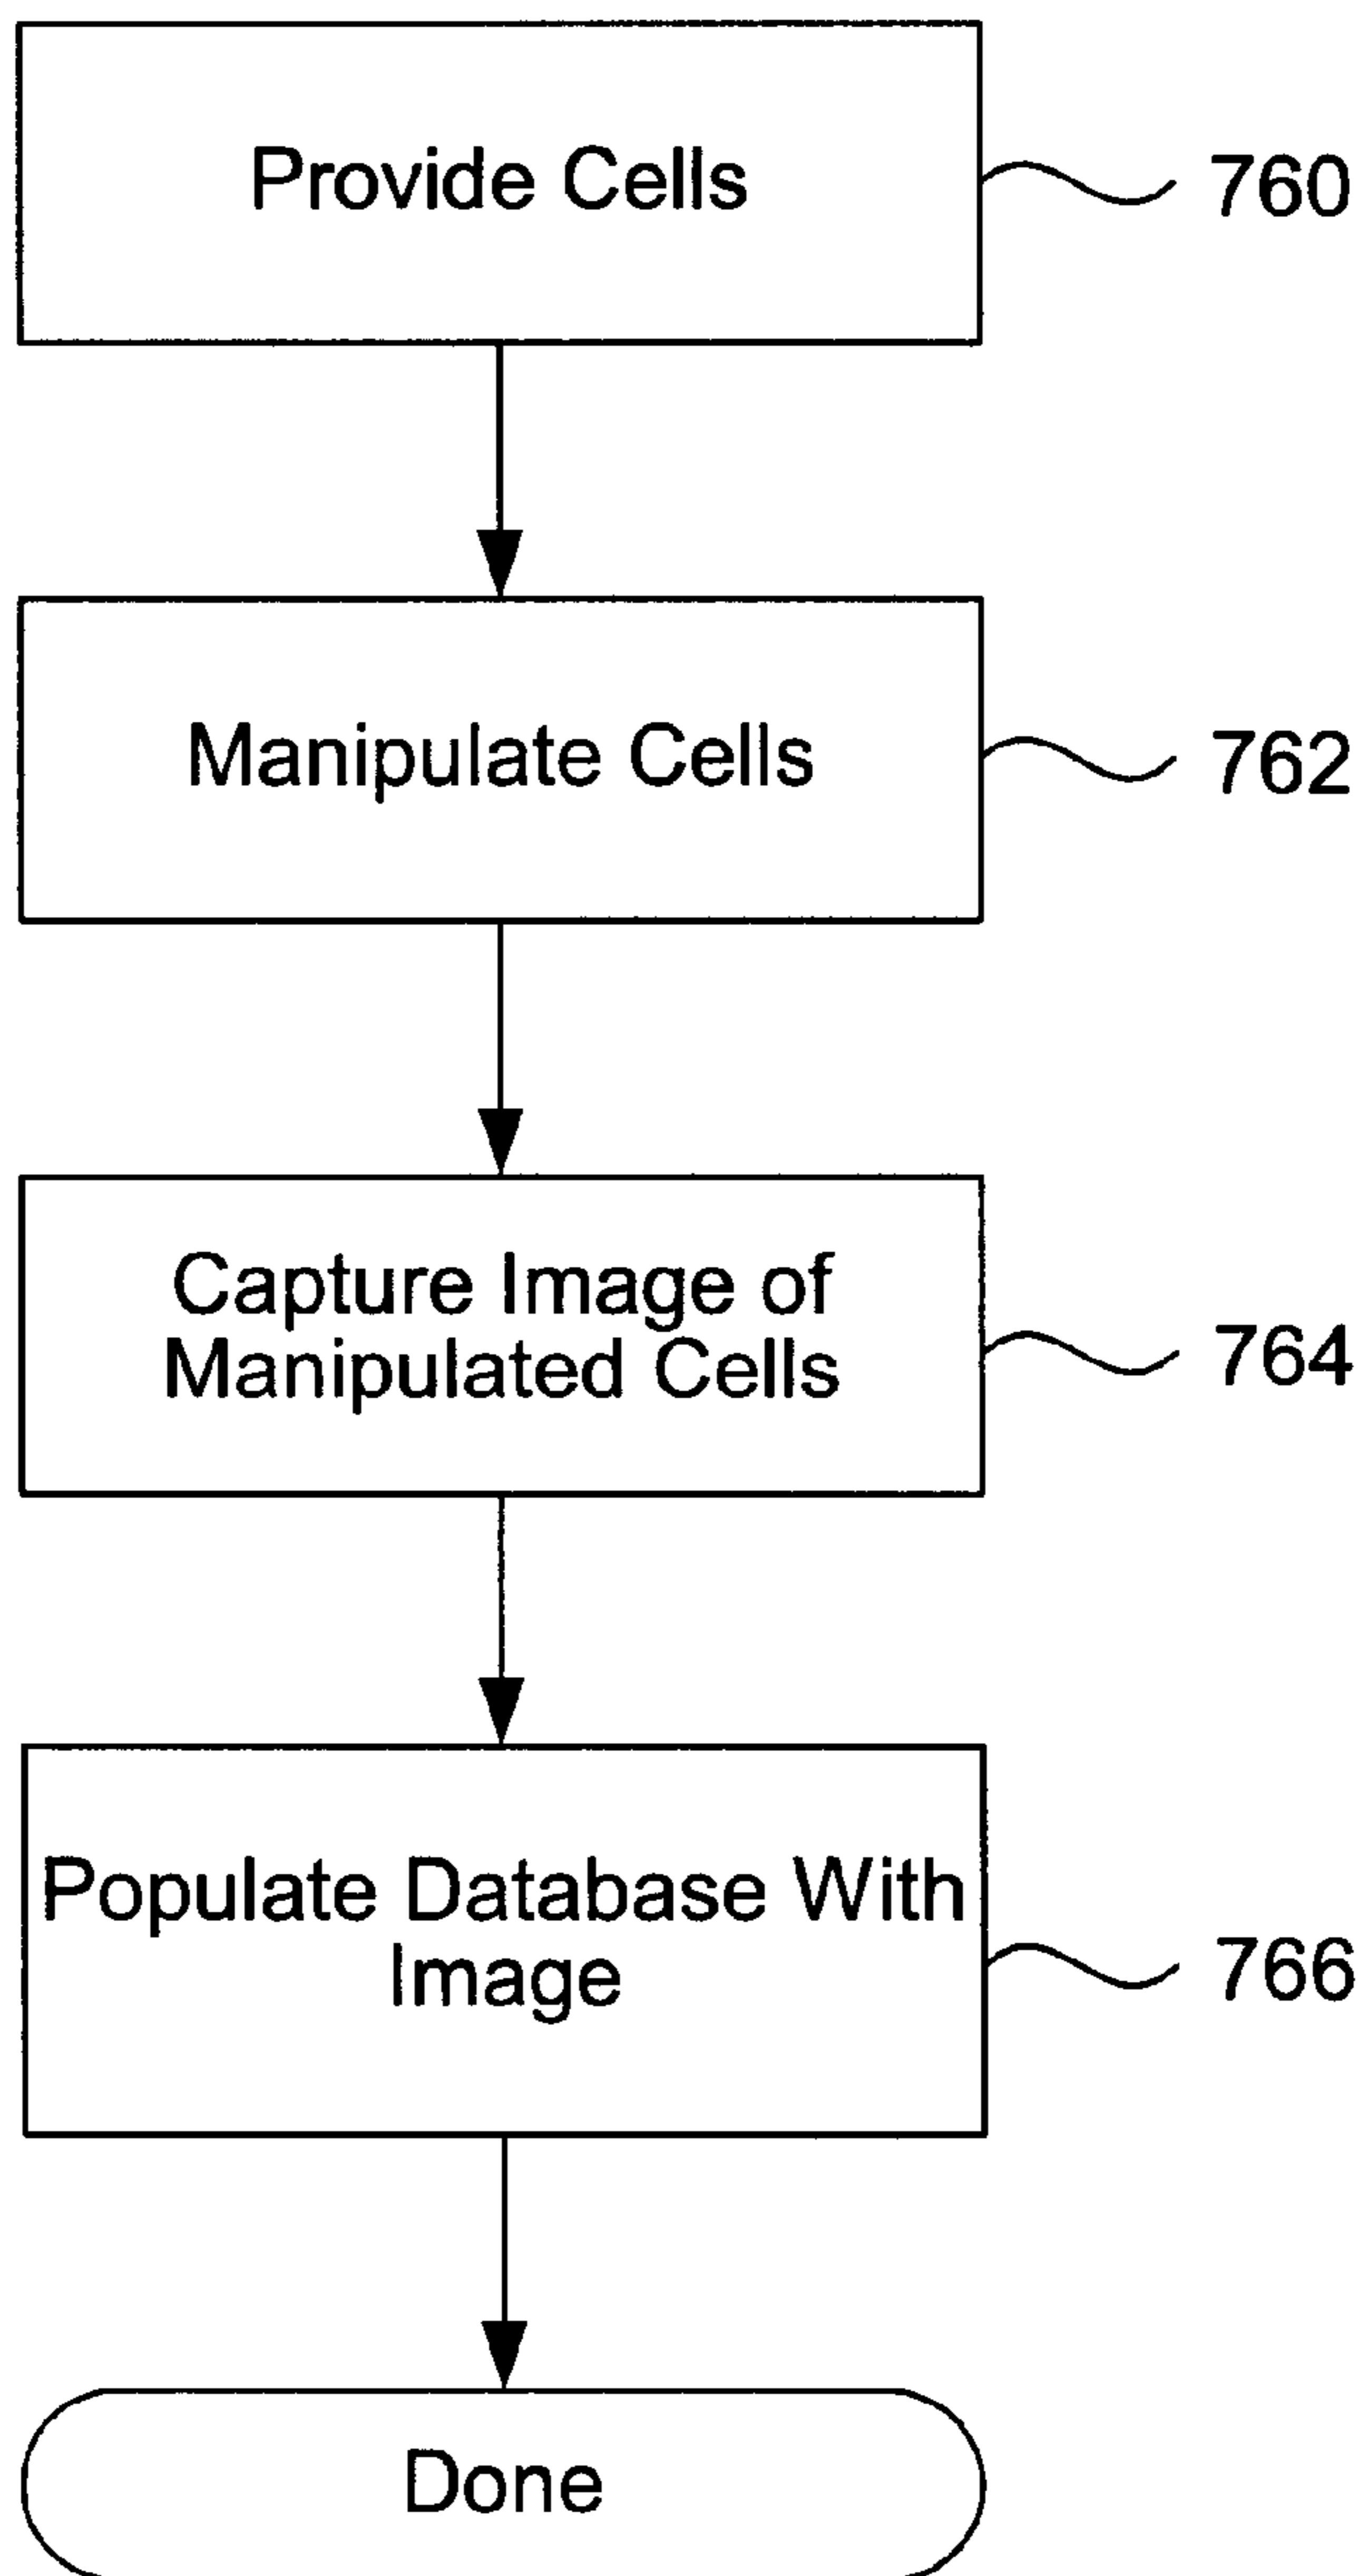 Provide Cells
760
Manipulate Cells
762
Capture Image of
Manipulated Cells
764
Populate Database With
Image
766
Done